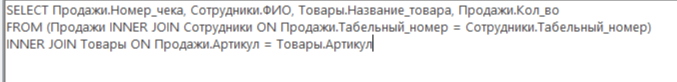 SELECT Продажи.Номер_чека, Сотрудники.ФИО, Товары.Название_товара, Продажи.Кол_во
FROM (Продажи INNER JOIN Сотрудники ON Продажи.Табельный_номер = Сотрудники.Табельный_номер)
INNER JOIN Товары ON Продажи.Артикул = Товары.Артикул